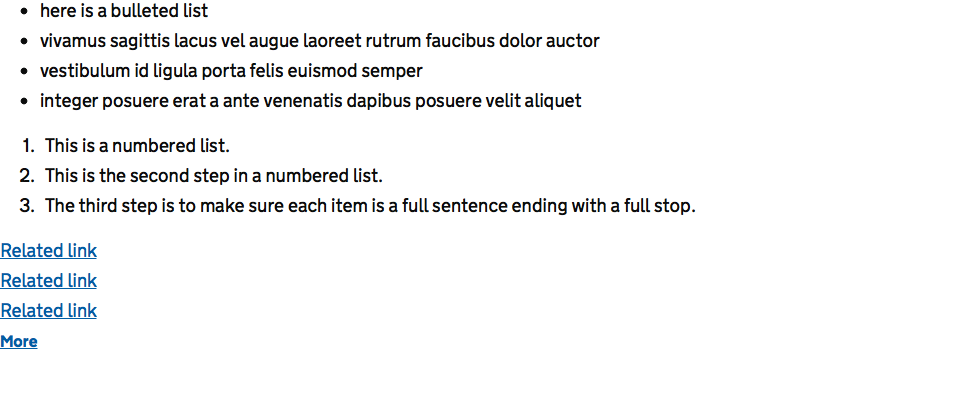 • here is a bulleted list
• vivamus sagittis lacus vel augue laoreet rutrum faucibus dolor auctor
• vestibulum id ligula porta felis euismod semper
• integer posuere erat a ante venenatis dapibus posuere velit aliquet
1. This is a numbered list.
2. This is the second step in a numbered list.
3. The third step is to make sure each item is a full sentence ending with a full stop.
Related link
Related link
Related link
More